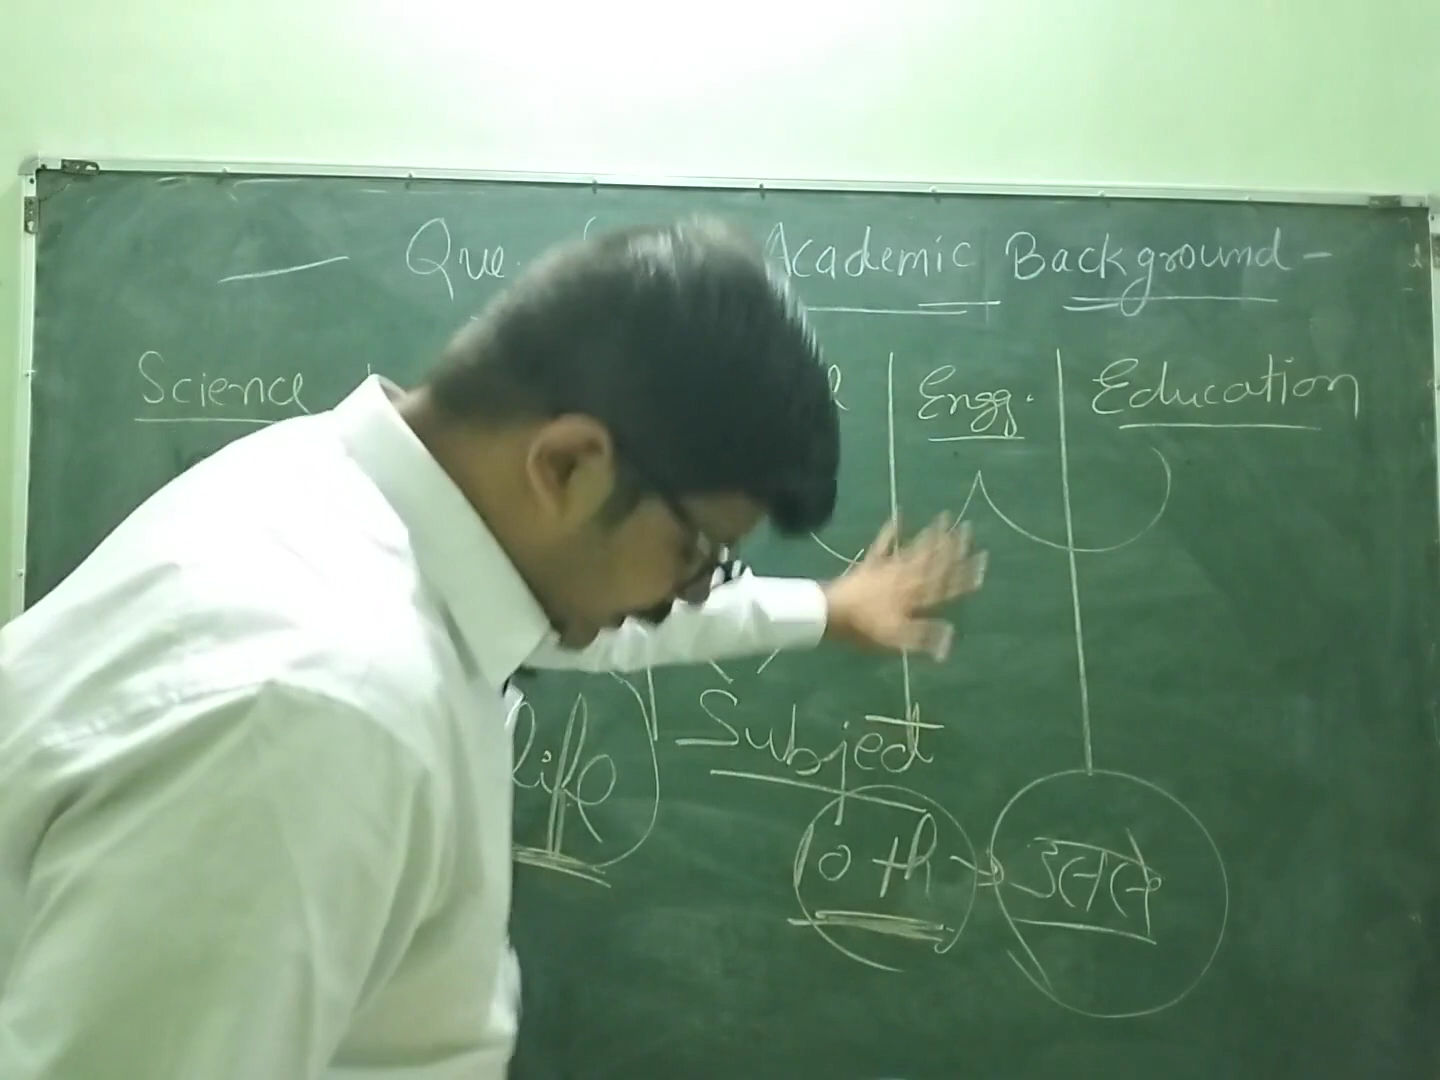 Que. Academic Background -
Science Engg. Education
life Subject
10th → उत्तर